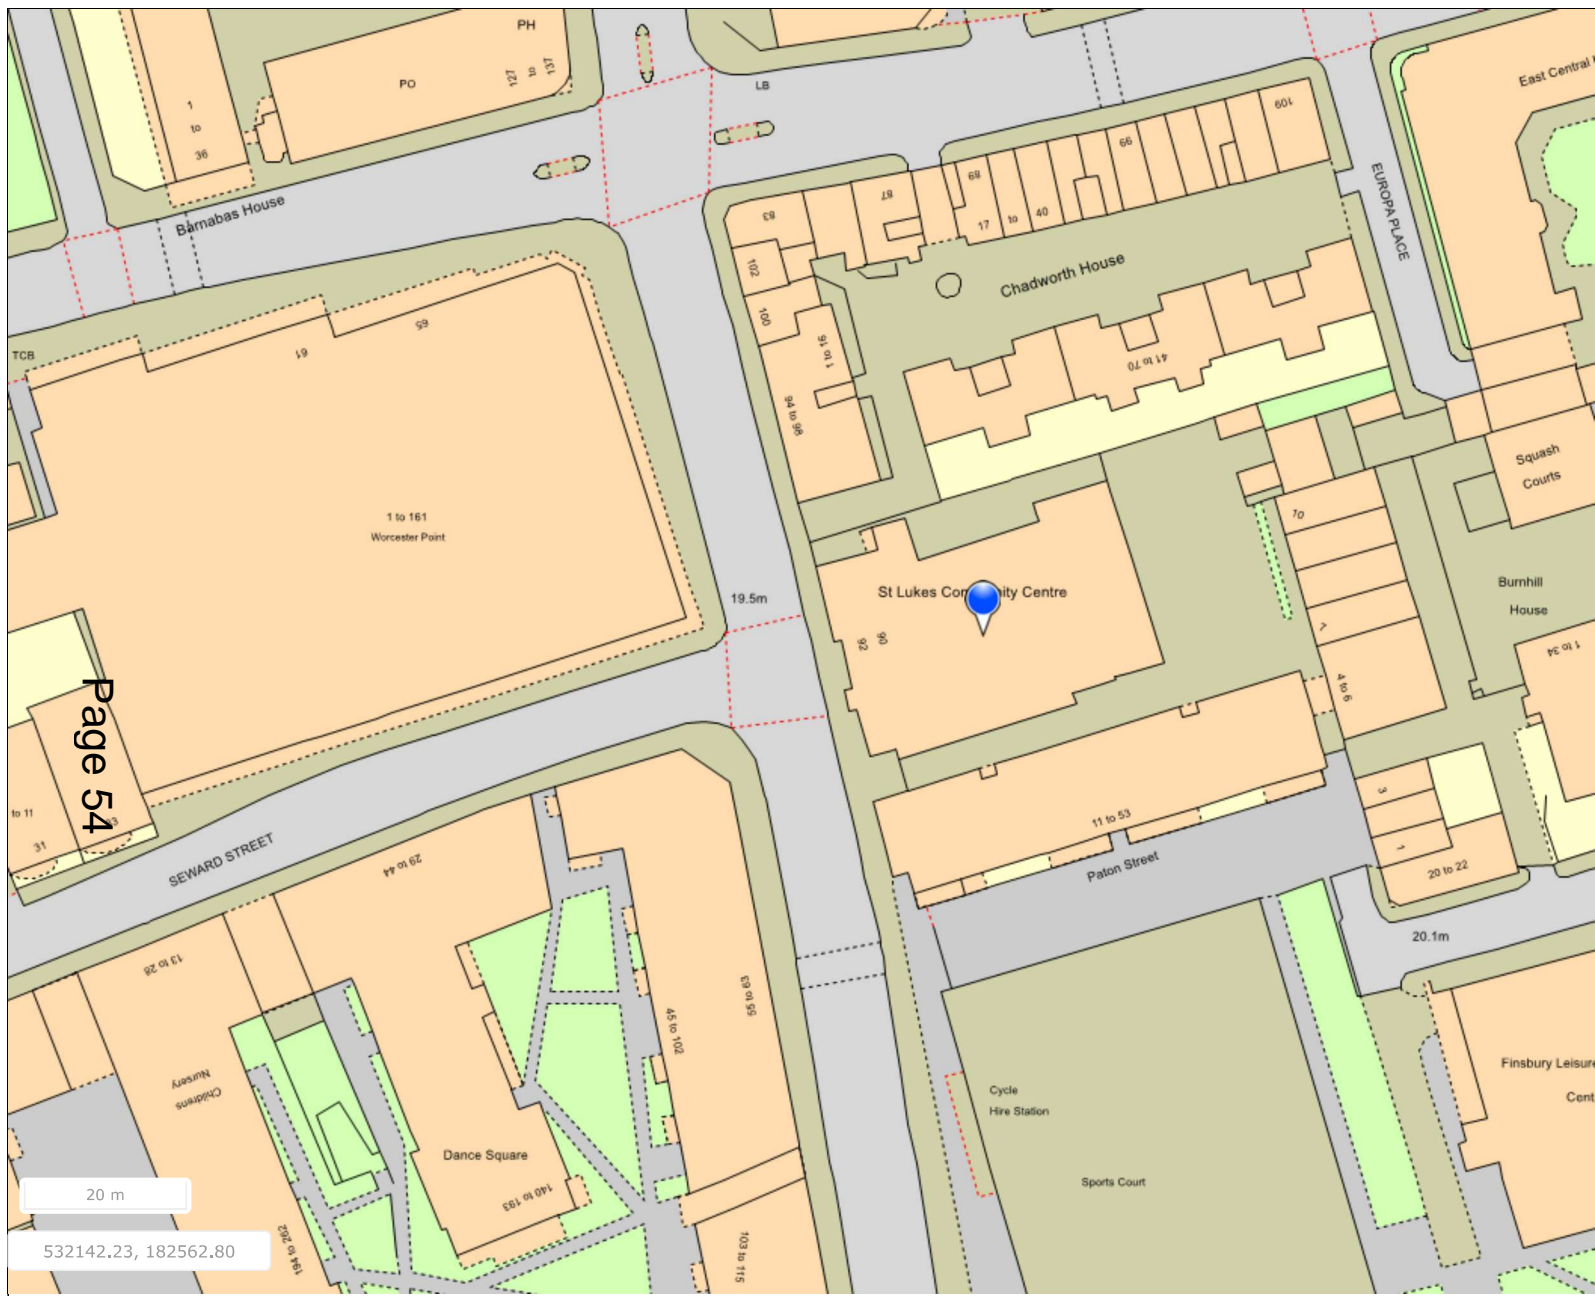 PH
PO
127
to
137
LB
109
East Central
1
to
36
99
EUROPA PLACE
Barnabas House
83
87
89
17 to 40
102
Chadworth House
100
1 to 16
TCB
61
65
41 to 70
94 to 98
Squash
Courts
10
1 to 161
Worcester Point
St Lukes Com ity Centre
19.5m
Burnhill
House
90
92
7
1 to 34
4 to 6
Page 54
to 11
31
33
SEWARD STREET
29 to 44
11 to 53
Paton Street
3
1
20 to 22
20.1m
13 to 28
55 to 63
45 to 102
Childrens
Nursery
Cycle
Hire Station
Finsbury Leisure
Cent
Dance Square
Sports Court
140 to 193
20 m
194 to 262
103 to 115
532142.23, 182562.80